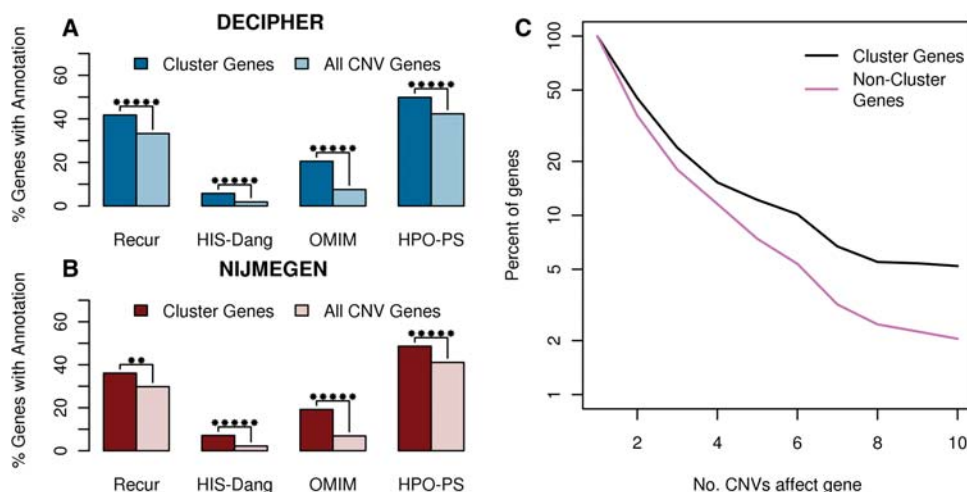 A
DECIPHER
Cluster Genes
All CNV Genes
% Genes with Annotation
0
20
40
60
Recur
HIS-Dang
OMIM
HPO-PS
B
NIJMEGEN
Cluster Genes
All CNV Genes
% Genes with Annotation
0
20
40
60
Recur
HIS-Dang
OMIM
HPO-PS
C
Cluster Genes
Non-Cluster
Genes
Percent of genes
100
50
20
10
5
2
1
2
4
6
8
10
No. CNVs affect gene